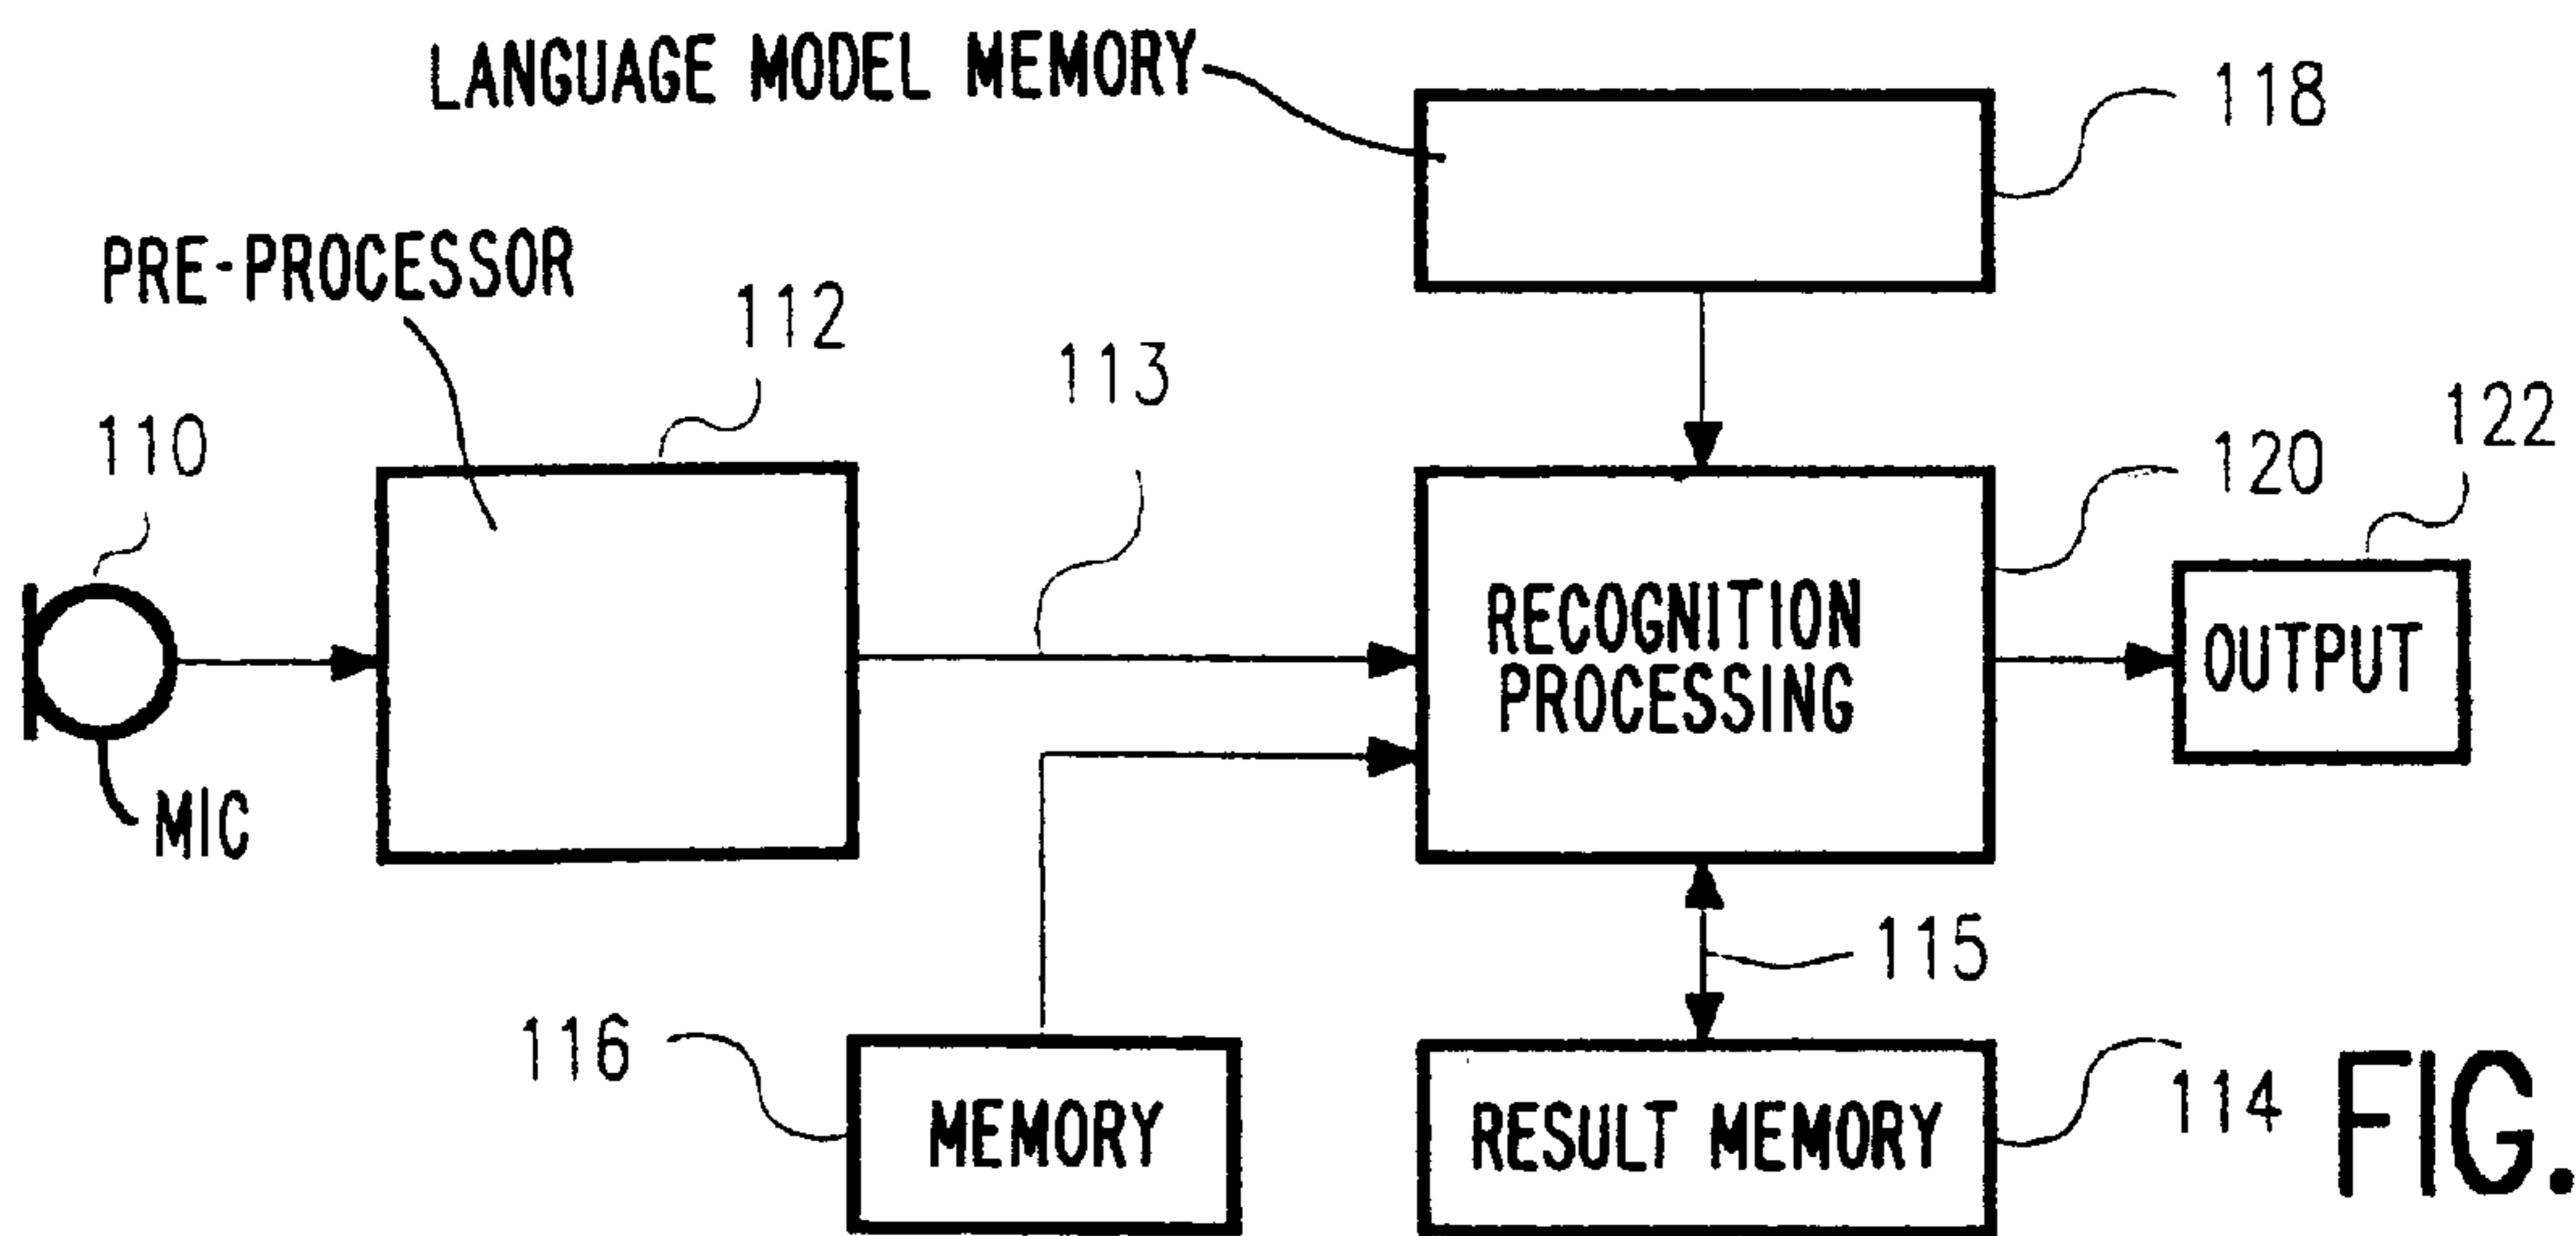 LANGUAGE MODEL MEMORY
118
PRE-PROCESSOR
112
113
110
122
120
RECOGNITION
PROCESSING
OUTPUT
MIC
115
116
MEMORY
RESULT MEMORY
114
FIG.